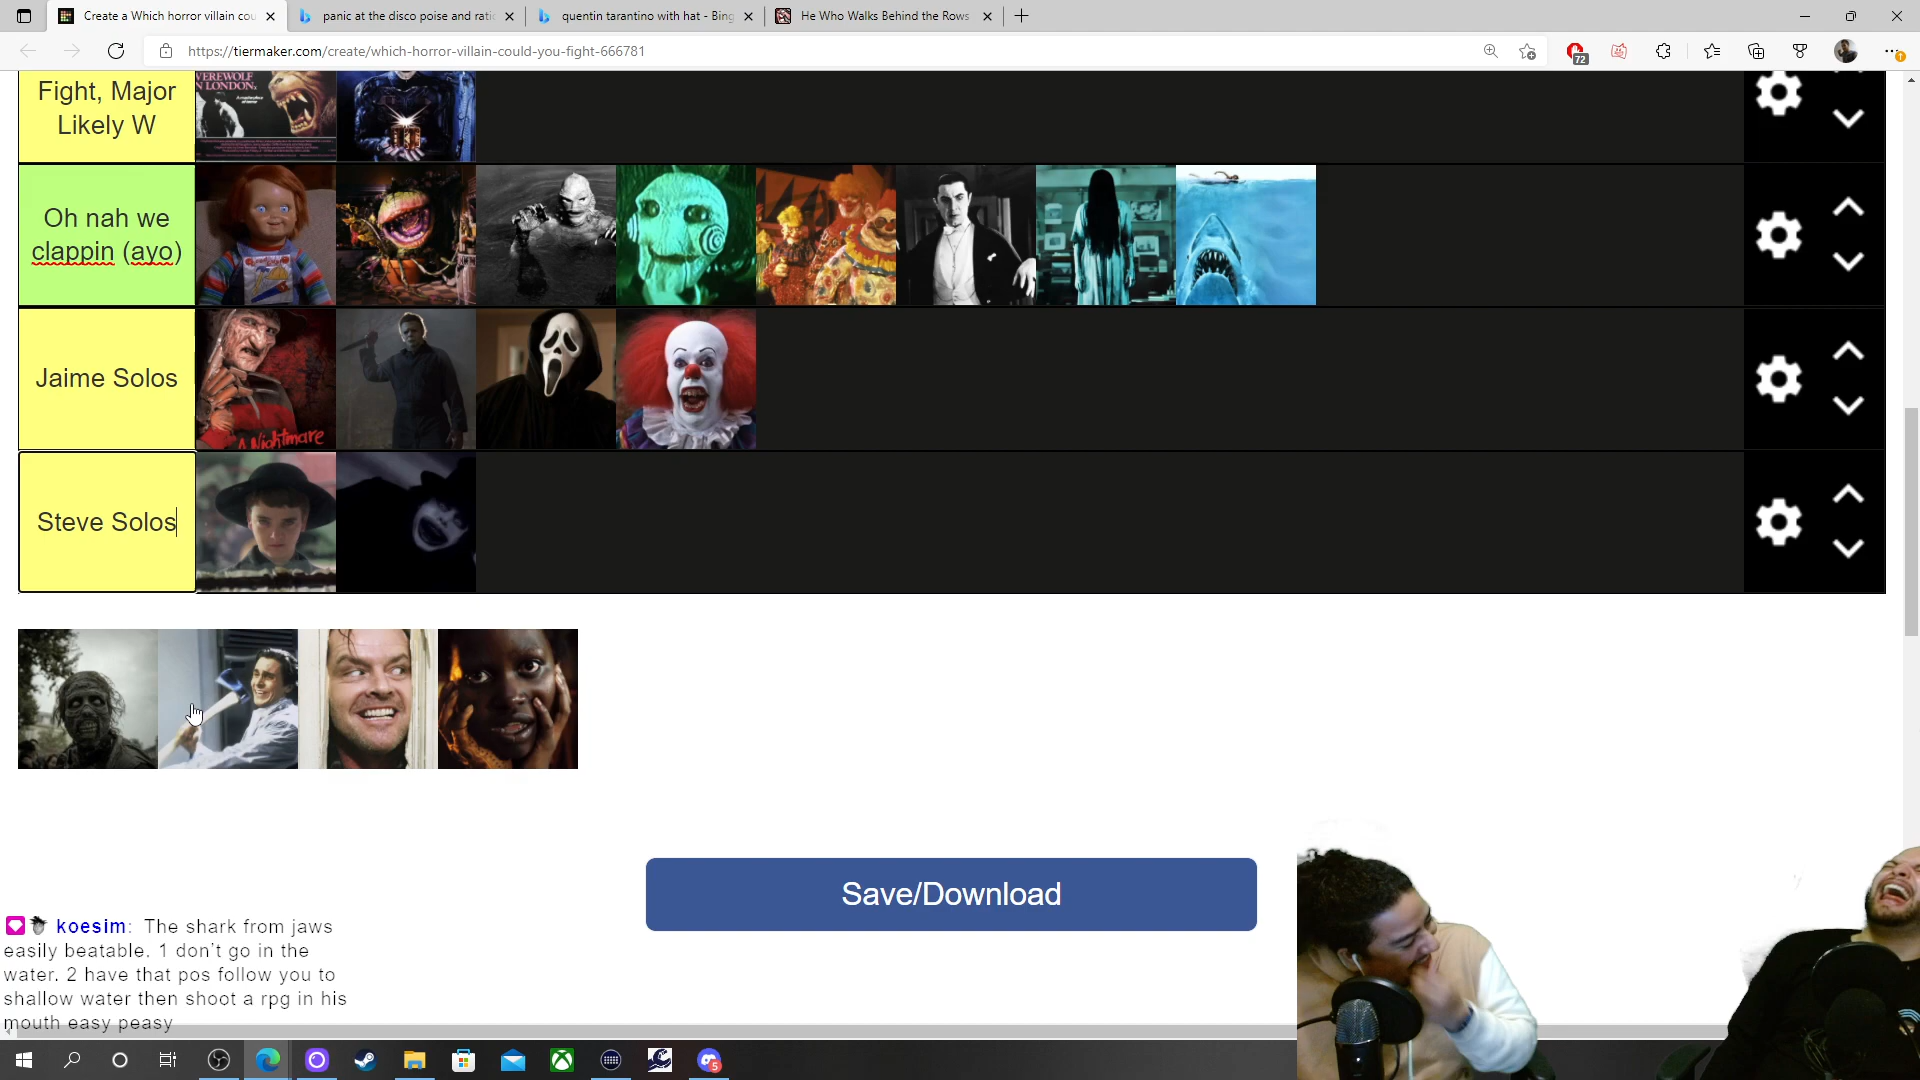 Create a Which horror villain cou
panic at the disco poise and rati
quentin tarantino with hat - Bing
He Who Walks Behind the Rows
https://tiermaker.com/create/which-horror-villain-could-you-fight-666781
72
Fight, Major
Likely W
WEREWOLF
IN LONDON.
Oh nah we
clappin (ayo)
Jaime Solos
A Nightmare
Steve Solos
Save/Download
koesim: The shark from jaws
easily beatable. 1 don't go in the
water. 2 have that pos follow you to
shallow water then shoot a rpg in his
mouth easy peasy
5